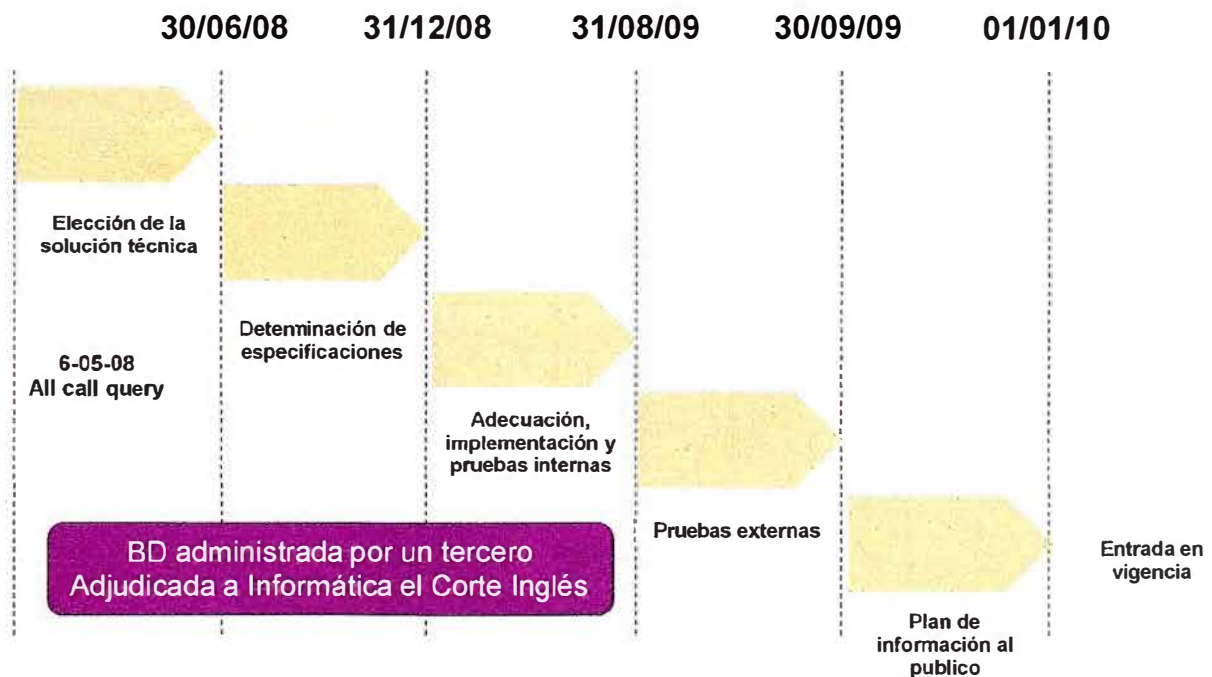 30/06/08 31/12/08 31/08/09 30/09/09 01/01/10
Elección de la
solución técnica
6-05-08
All call query
Determinación de
especificaciones
Adecuación,
implementación y
pruebas internas
Pruebas externas
Plan de
información al
publico
Entrada en
vigencia
BD administrada por un tercero
Adjudicada a Informática el Corte Inglés